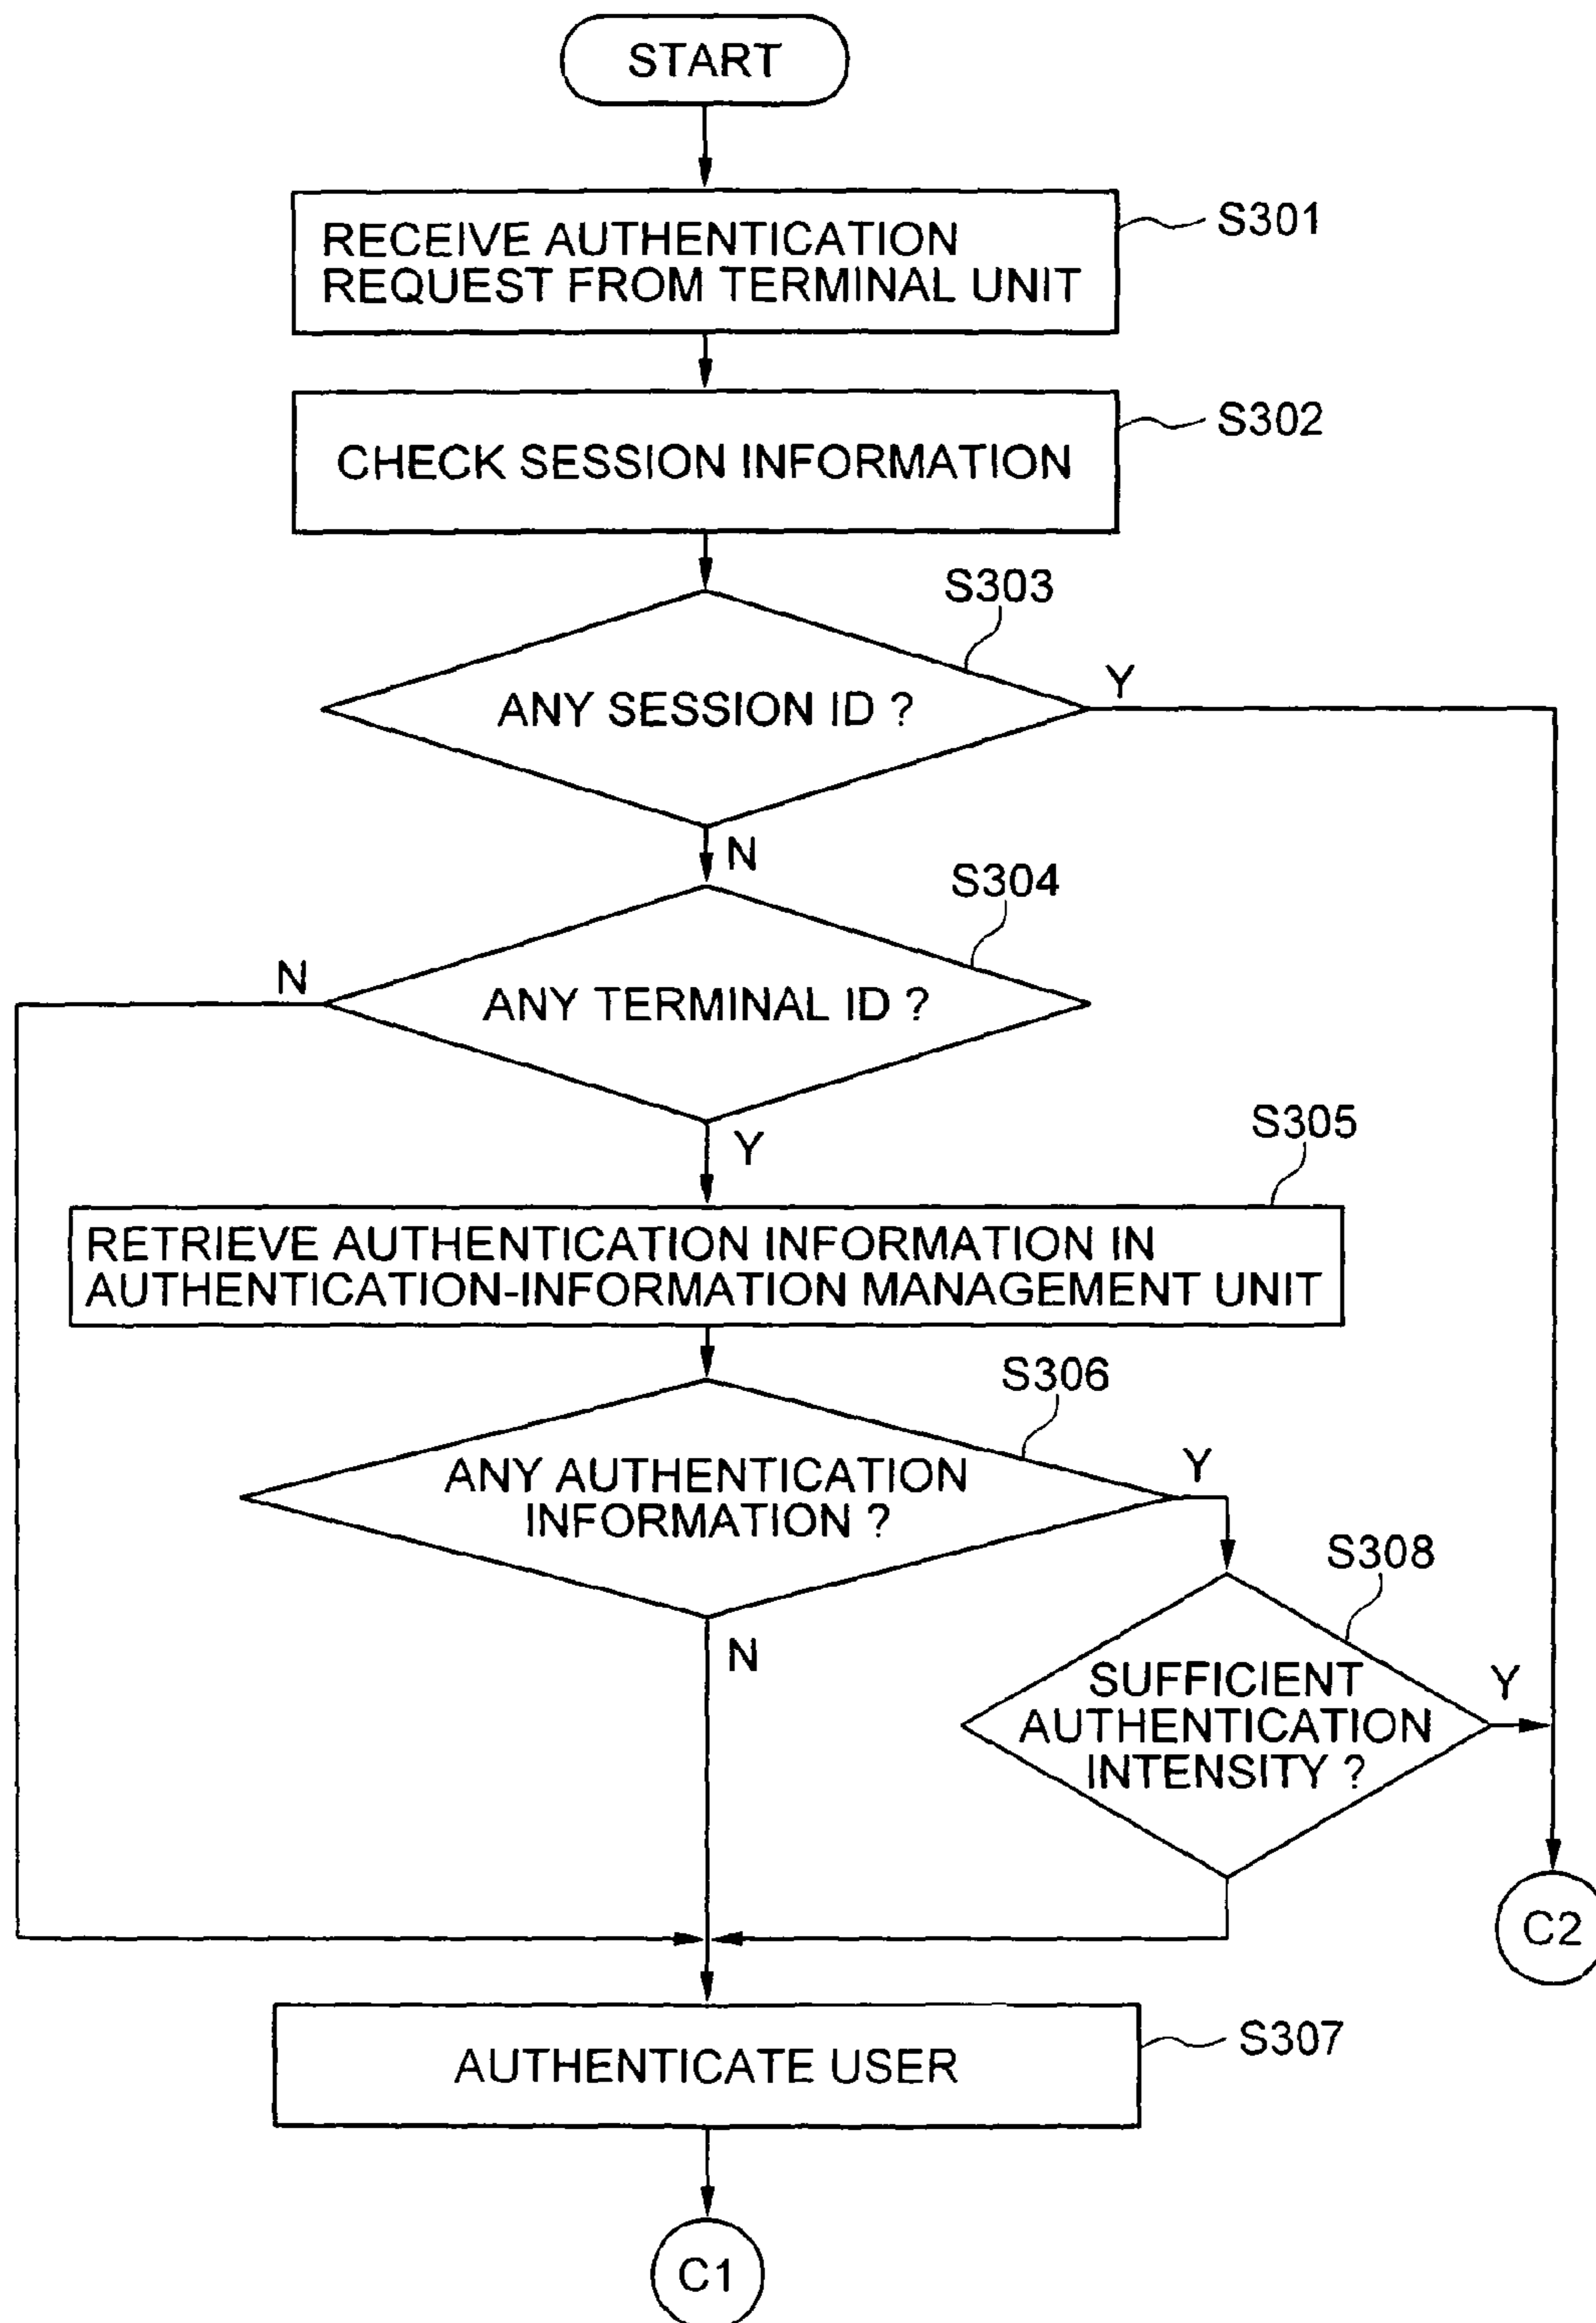 START
RECEIVE AUTHENTICATION
REQUEST FROM TERMINAL UNIT
S301
CHECK SESSION INFORMATION
S302
S303
ANY SESSION ID ?
Y
N
S304
N
ANY TERMINAL ID ?
Y
S305
RETRIEVE AUTHENTICATION INFORMATION IN
AUTHENTICATION-INFORMATION MANAGEMENT UNIT
S306
ANY AUTHENTICATION
INFORMATION ?
Y
N
S308
SUFFICIENT
AUTHENTICATION
INTENSITY ?
Y
C2
AUTHENTICATE USER
S307
C1